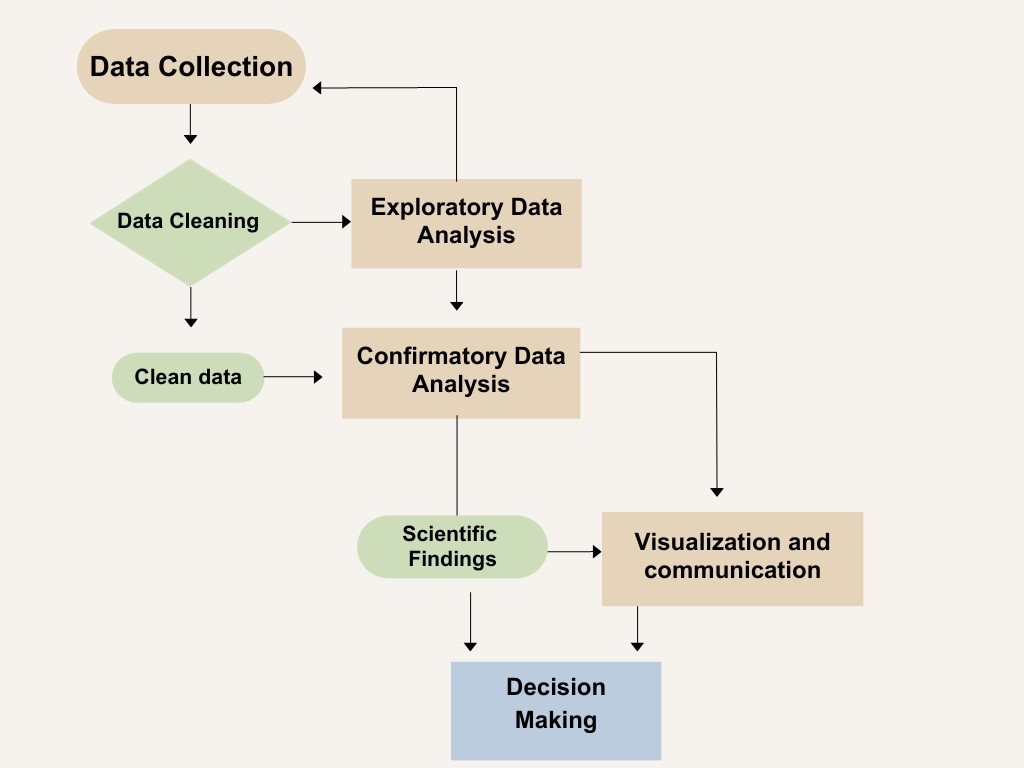 Data Collection
Data Cleaning
Exploratory Data
Analysis
Clean data
Confirmatory Data
Analysis
Scientific
Findings
Visualization and
communication
Decision
Making